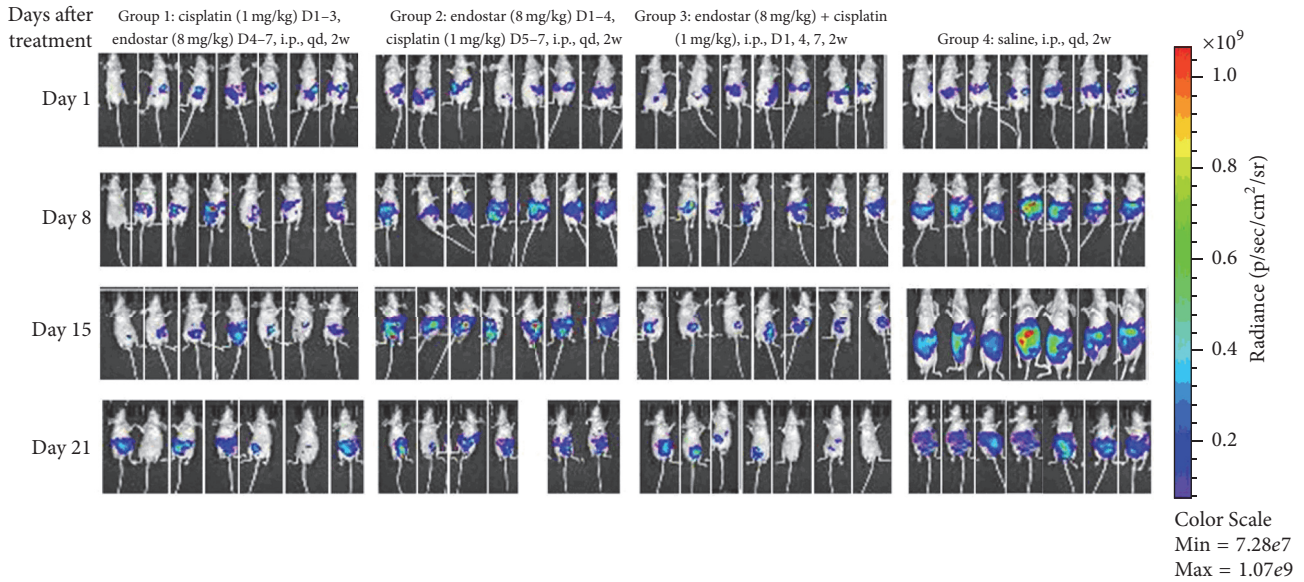 Days after
treatment
Group 1: cisplatin (1 mg/kg) D1–3,
endostar (8 mg/kg) D4–7, i.p., qd, 2w
Group 2: endostar (8 mg/kg) D1–4,
cisplatin (1 mg/kg) D5–7, i.p., qd, 2w
Group 3: endostar (8 mg/kg) + cisplatin
(1 mg/kg), i.p., D1, 4, 7, 2w
Group 4: saline, i.p., qd, 2w
Day 1
Day 8
Day 15
Day 21
×10⁹
1.0
0.8
0.6
0.4
0.2
Radiance (p/sec/cm²/sr)
Color Scale
Min = 7.28e7
Max = 1.07e9